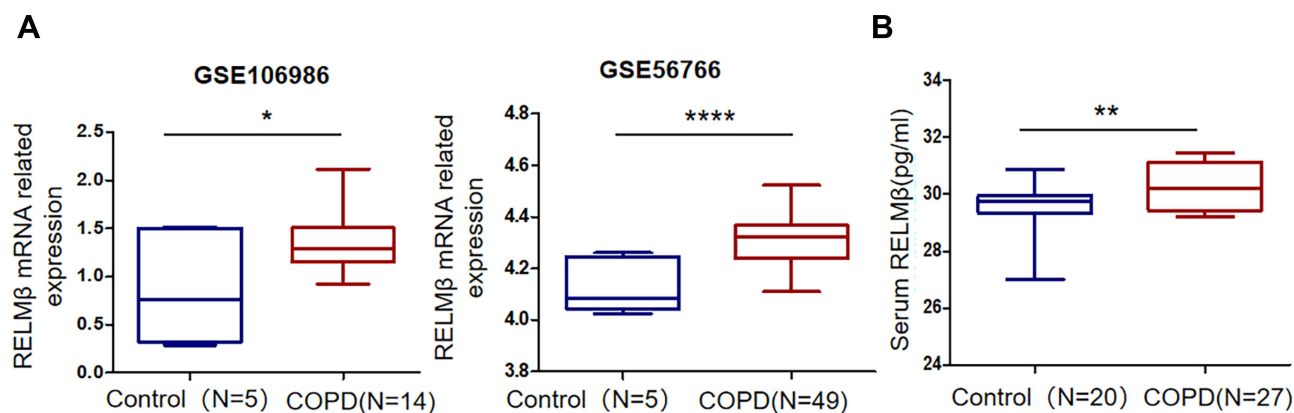 A
B
GSE106986
RELMβ mRNA related
expression
2.5
2.0
1.5
1.0
0.5
0.0
*
Control（N=5）
COPD(N=14)
GSE56766
RELMβ mRNA related
expression
4.8
4.6
4.4
4.2
4.0
3.8
****
Control（N=5）
COPD(N=49)
Serum RELMβ(pg/ml)
34
32
30
28
26
24
**
Control（N=20）
COPD(N=27)